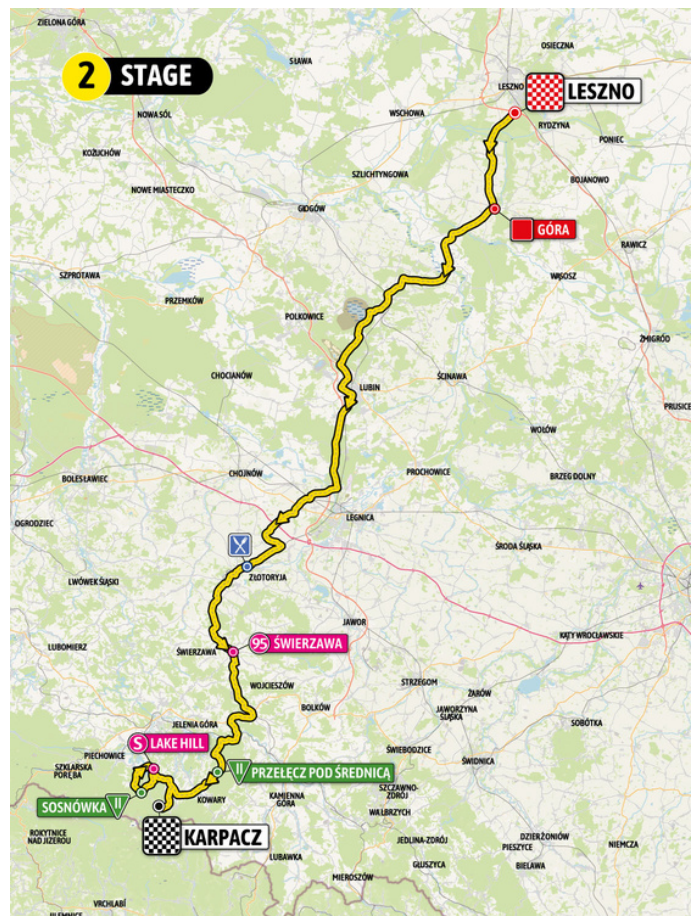 ZIELONA GÓRA
OSIECZNA
SŁAWA
2 STAGE
LESZNO
LESZNO
NOWA SÓL
WSCHOWA
RYDZYNA
PONIEC
KOŻUCHÓW
SZLICHTYNGOWA
BOJANOWO
NOWE MIASTECZKO
GŁOGÓW
GÓRA
RAWICZ
SZPROTAWA
WĄSOSZ
PRZEMKÓW
POLKOWICE
ŻMIGRÓD
CHOCIANÓW
ŚCINAWA
LUBIN
PRUSICE
WOŁÓW
CHOJNÓW
PROCHOWICE
BOLESŁAWIEC
BRZEG DOLNY
OGRODZIEC
LEGNICA
ŚRODA ŚLĄSKA
ZŁOTORYJA
LWÓWEK ŚLĄSKI
JAWOR
KĄTY WROCŁAWSKIE
95 ŚWIERZAWA
LUBOMIERZ
ŚWIERZAWA
WOJCIESZÓW
STRZEGOM
ŻARÓW
BOLKÓW
JAWORZYNA
ŚLĄSKA
SOBÓTKA
JELENIA GÓRA
S LAKE HILL
PIECHOWICE
ŚWIEBODZICE
ŚWIDNICA
SZKLARSKA
PORĘBA
II PRZEŁĘCZ POD ŚREDNICĄ
SZCZAWNO-
ZDRÓJ
SOSNÓWKA II
KOWARY
KAMIENNA
GÓRA
WAŁBRZYCH
KARPACZ
ROKYTNICE
NAD JIZEROU
JEDLINA-ZDRÓJ
DZIERŻONIÓW
PIESZYCE
NIEMCZA
LUBAWKA
GŁUSZYCA
BIELAWA
MIEROSZÓW
VRCHLABÍ